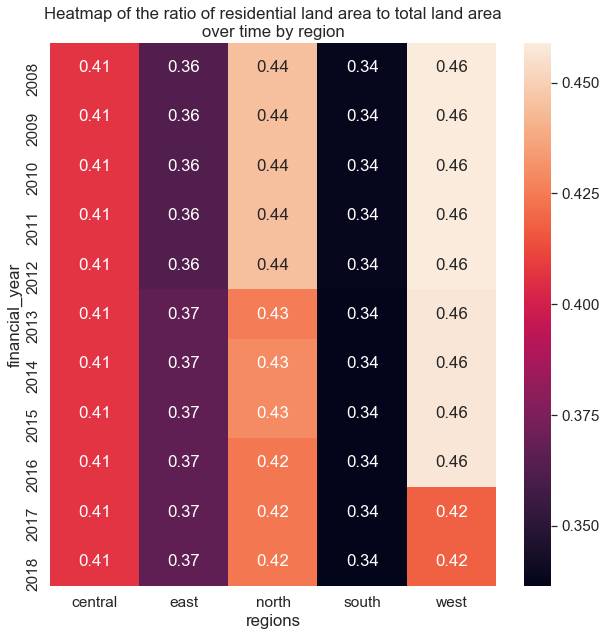 Heatmap of the ratio of residential land area to total land area
over time by region
financial_year
2008 0.41 0.36 0.44 0.34 0.46
2009 0.41 0.36 0.44 0.34 0.46
2010 0.41 0.36 0.44 0.34 0.46
2011 0.41 0.36 0.44 0.34 0.46
2012 0.41 0.36 0.44 0.34 0.46
2013 0.41 0.37 0.43 0.34 0.46
2014 0.41 0.37 0.43 0.34 0.46
2015 0.41 0.37 0.43 0.34 0.46
2016 0.41 0.37 0.42 0.34 0.46
2017 0.41 0.37 0.42 0.34 0.42
2018 0.41 0.37 0.42 0.34 0.42
central east north south west
regions
0.450
0.425
0.400
0.375
0.350